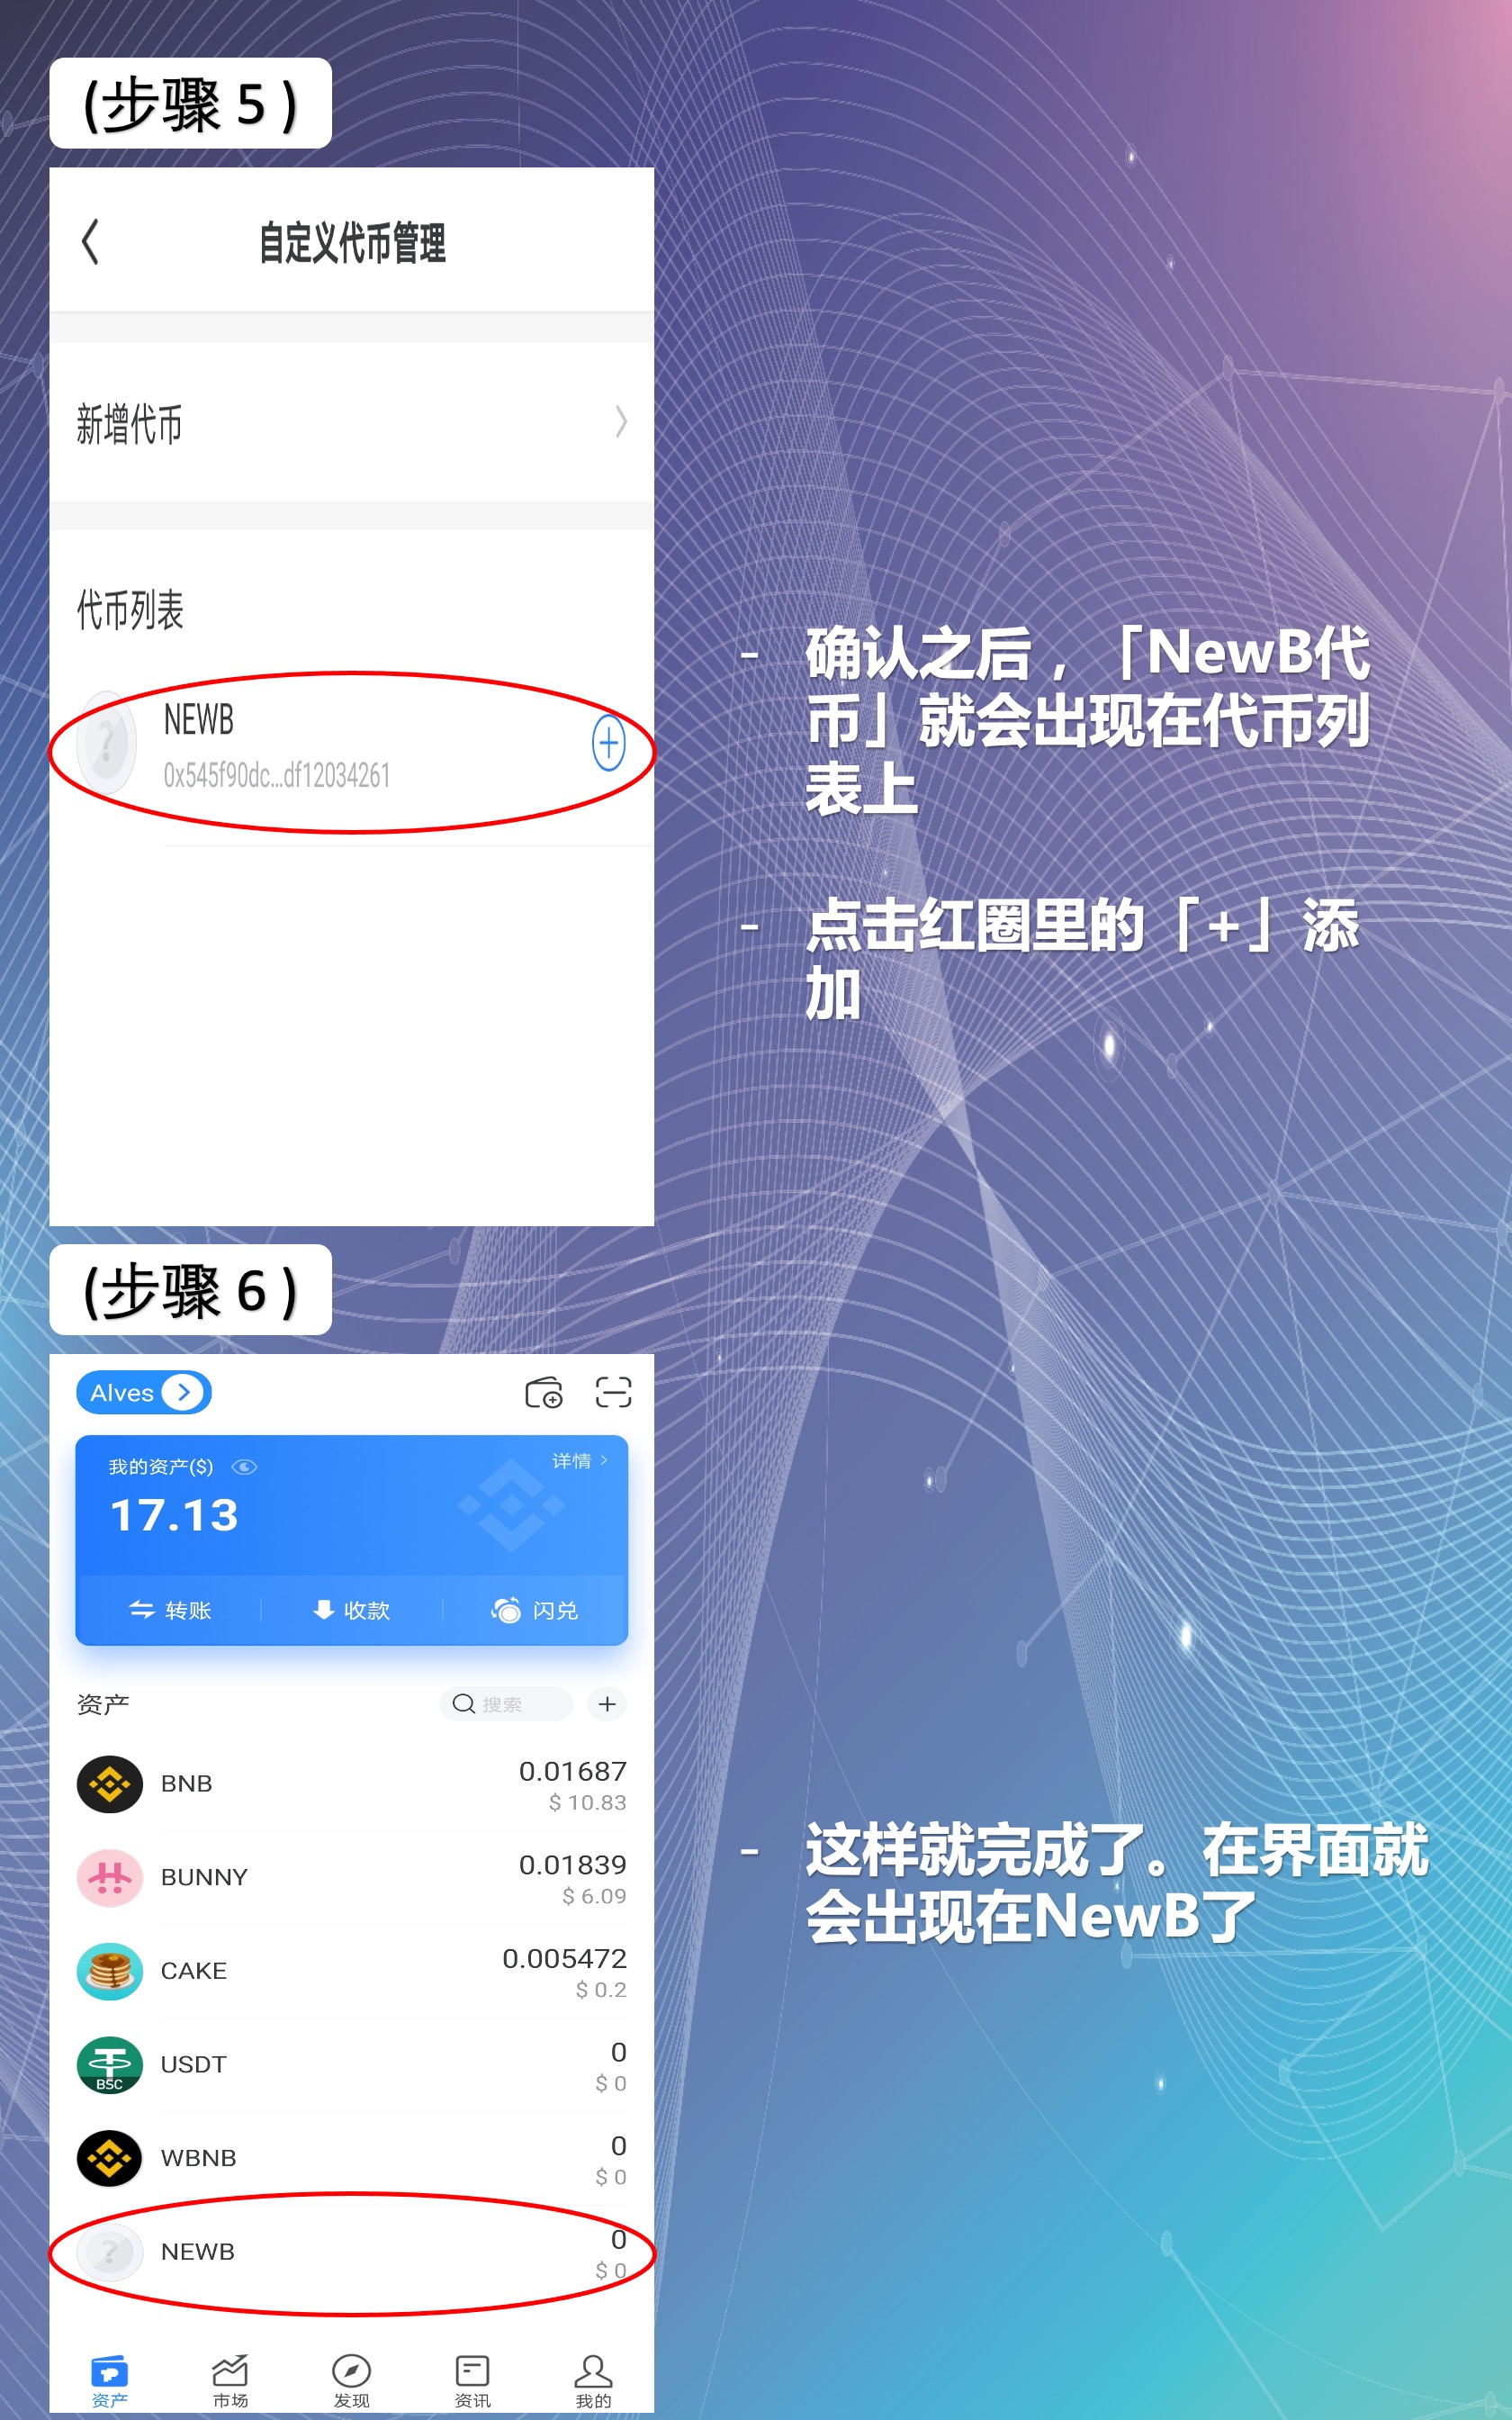 (步骤 5 )
自定义代币管理
新增代币
代币列表
NEWB
0x545f90dc...df12034261
- 确认之后，「NewB代
币」就会出现在代币列
表上
- 点击红圈里的「+」添
加
(步骤 6 )
Alves
我的资产($)
详情 >
17.13
转账
收款
闪兑
资产
搜索
BNB
0.01687
$ 10.83
BUNNY
0.01839
$ 6.09
CAKE
0.005472
$ 0.2
BSC
USDT
0
$ 0
WBNB
0
$ 0
NEWB
0
$ 0
- 这样就完成了。在界面就
会出现在NewB了
资产
市场
发现
资讯
我的